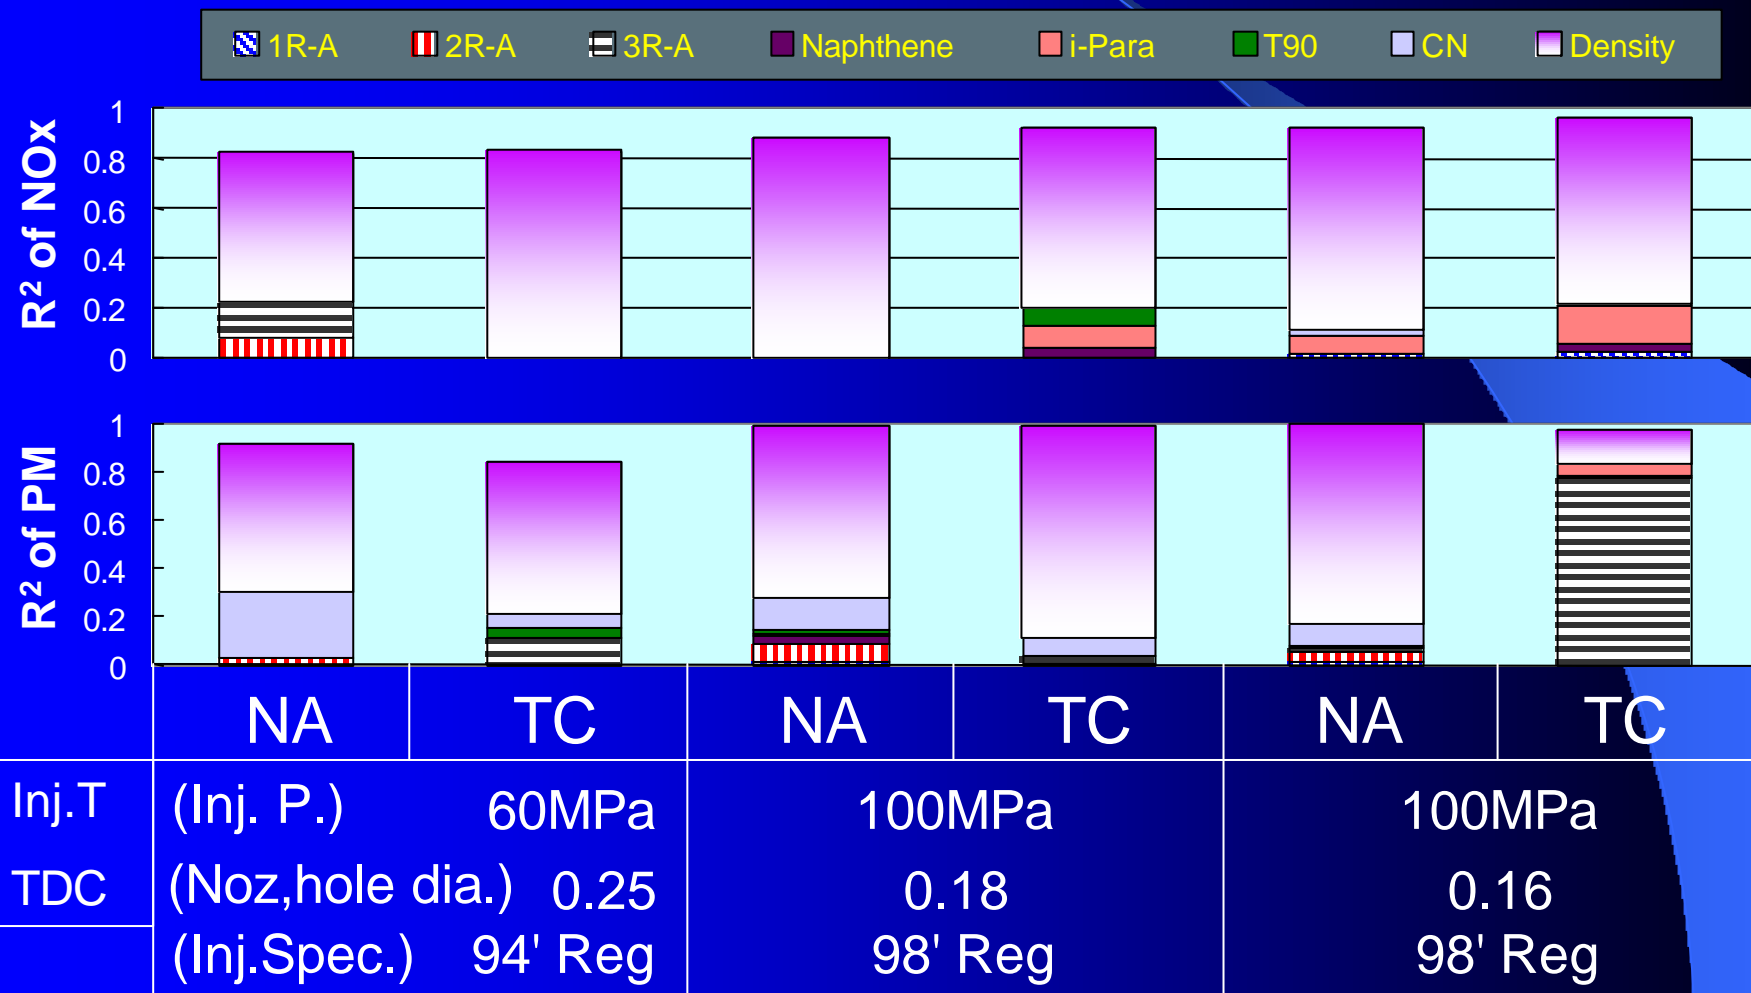 1R-A 2R-A 3R-A Naphthene i-Para T90 CN Density
R² of NOx
1
0.8
0.6
0.4
0.2
0
R² of PM
1
0.8
0.6
0.4
0.2
0
NA TC NA TC NA TC
Inj.T (Inj. P.) 60MPa 100MPa 100MPa
TDC (Noz,hole dia.) 0.25 0.18 0.16
(Inj.Spec.) 94' Reg 98' Reg 98' Reg